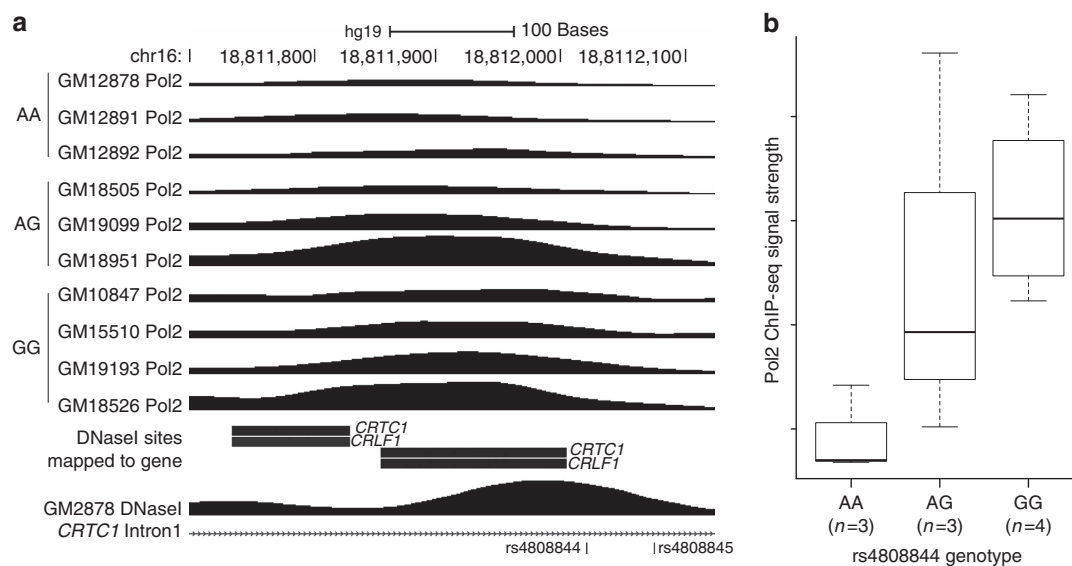 a
hg19 100 Bases
chr16: 18,811,800 18,811,900 18,812,000 18,8112,100
AA
GM12878 Pol2
GM12891 Pol2
GM12892 Pol2
AG
GM18505 Pol2
GM19099 Pol2
GM18951 Pol2
GG
GM10847 Pol2
GM15510 Pol2
GM19193 Pol2
GM18526 Pol2
DNaseI sites
mapped to gene
CRTC1
CRLF1
CRTC1
CRLF1
GM2878 DNaseI
CRTC1 Intron1
rs4808844 rs4808845
b
Pol2 ChIP-seq signal strength
AA AG GG
(n=3) (n=3) (n=4)
rs4808844 genotype